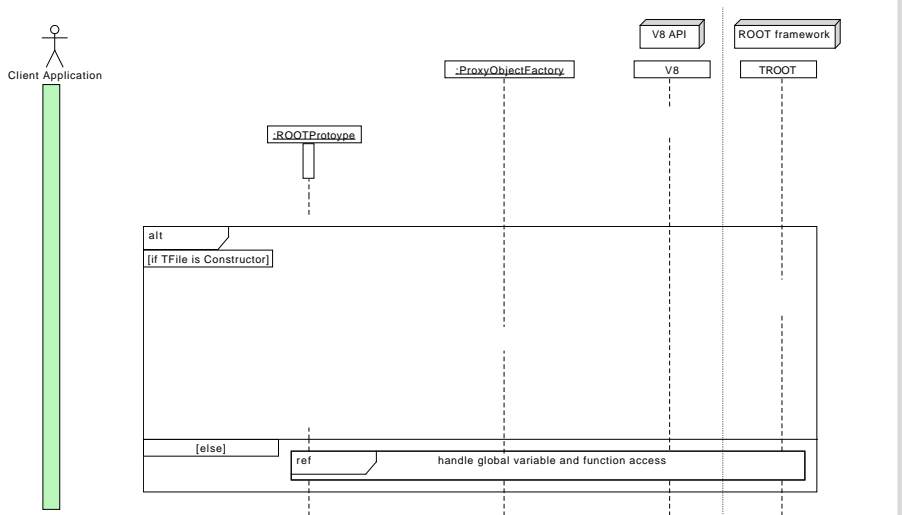 V8 API
ROOT framework
Client Application
:ProxyObjectFactory
V8
TROOT
:ROOTProtoype
alt
[if TFile is Constructor]
[else]
ref
handle global variable and function access